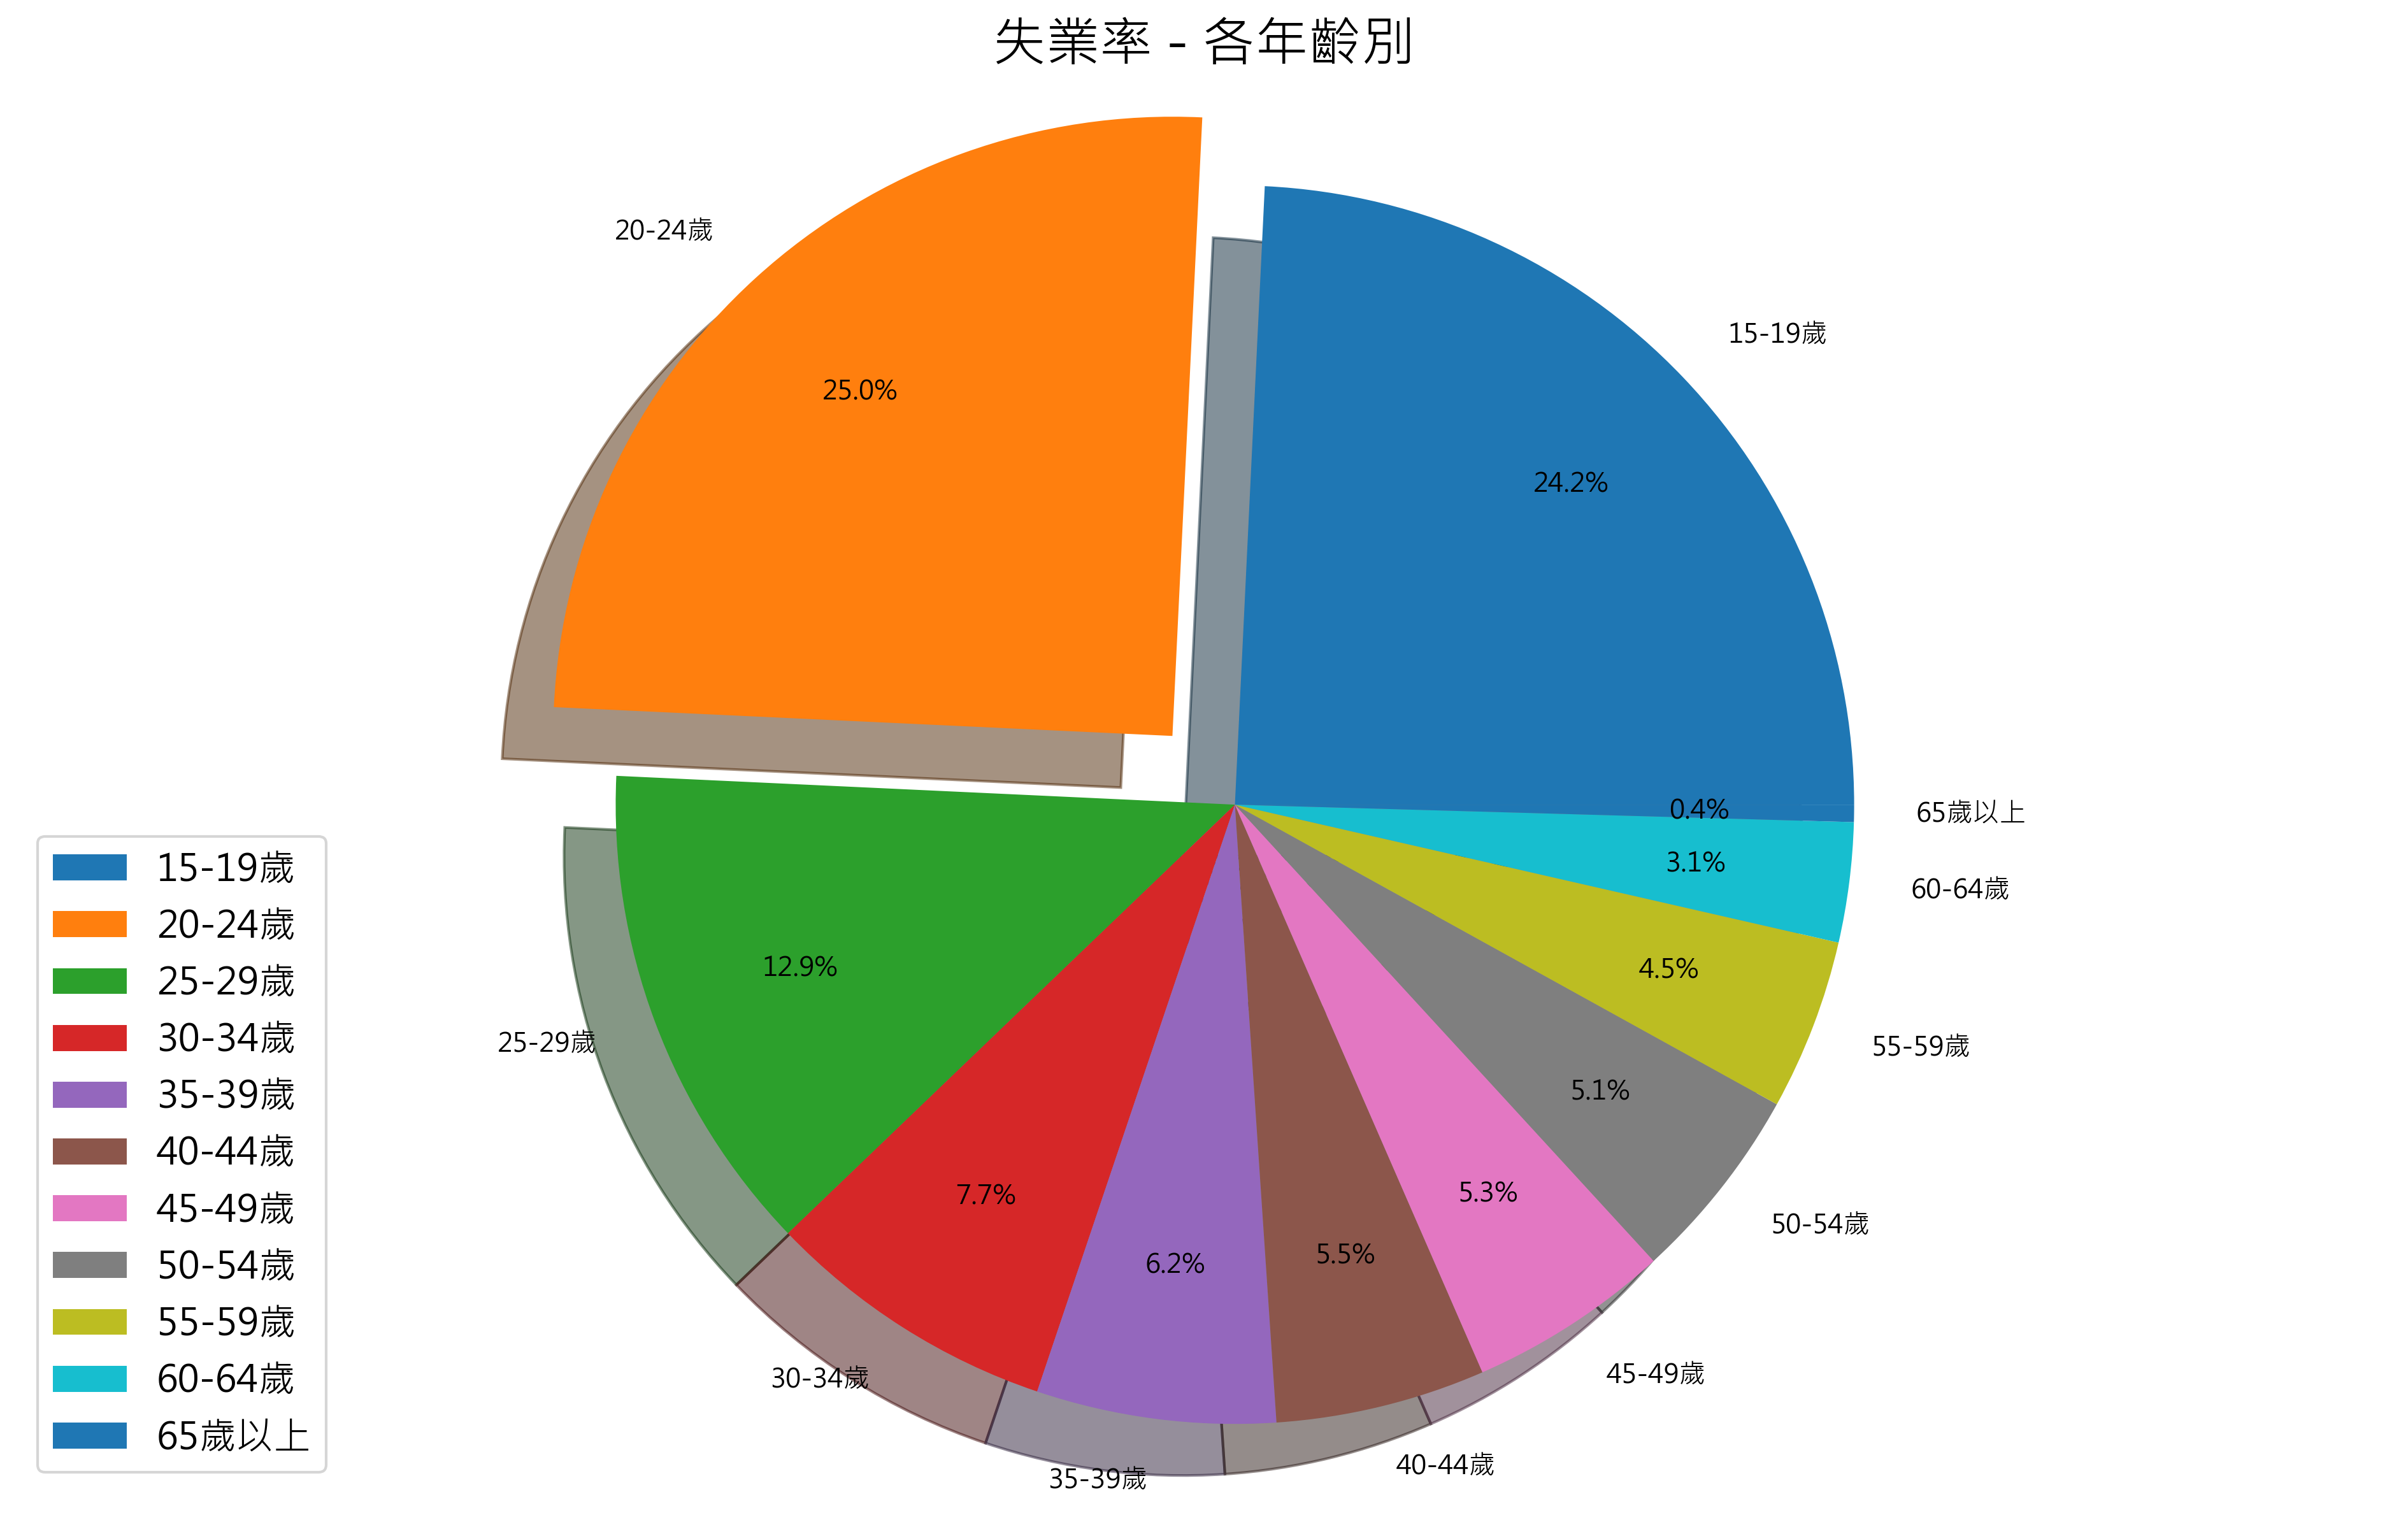 失業率 - 各年齡別
20-24歲
15-19歲
25.0%
24.2%
0.4%
65歲以上
3.1%
60-64歲
12.9%
4.5%
25-29歲
55-59歲
5.1%
7.7%
5.3%
50-54歲
6.2%
5.5%
30-34歲
45-49歲
35-39歲
40-44歲
15-19歲
20-24歲
25-29歲
30-34歲
35-39歲
40-44歲
45-49歲
50-54歲
55-59歲
60-64歲
65歲以上